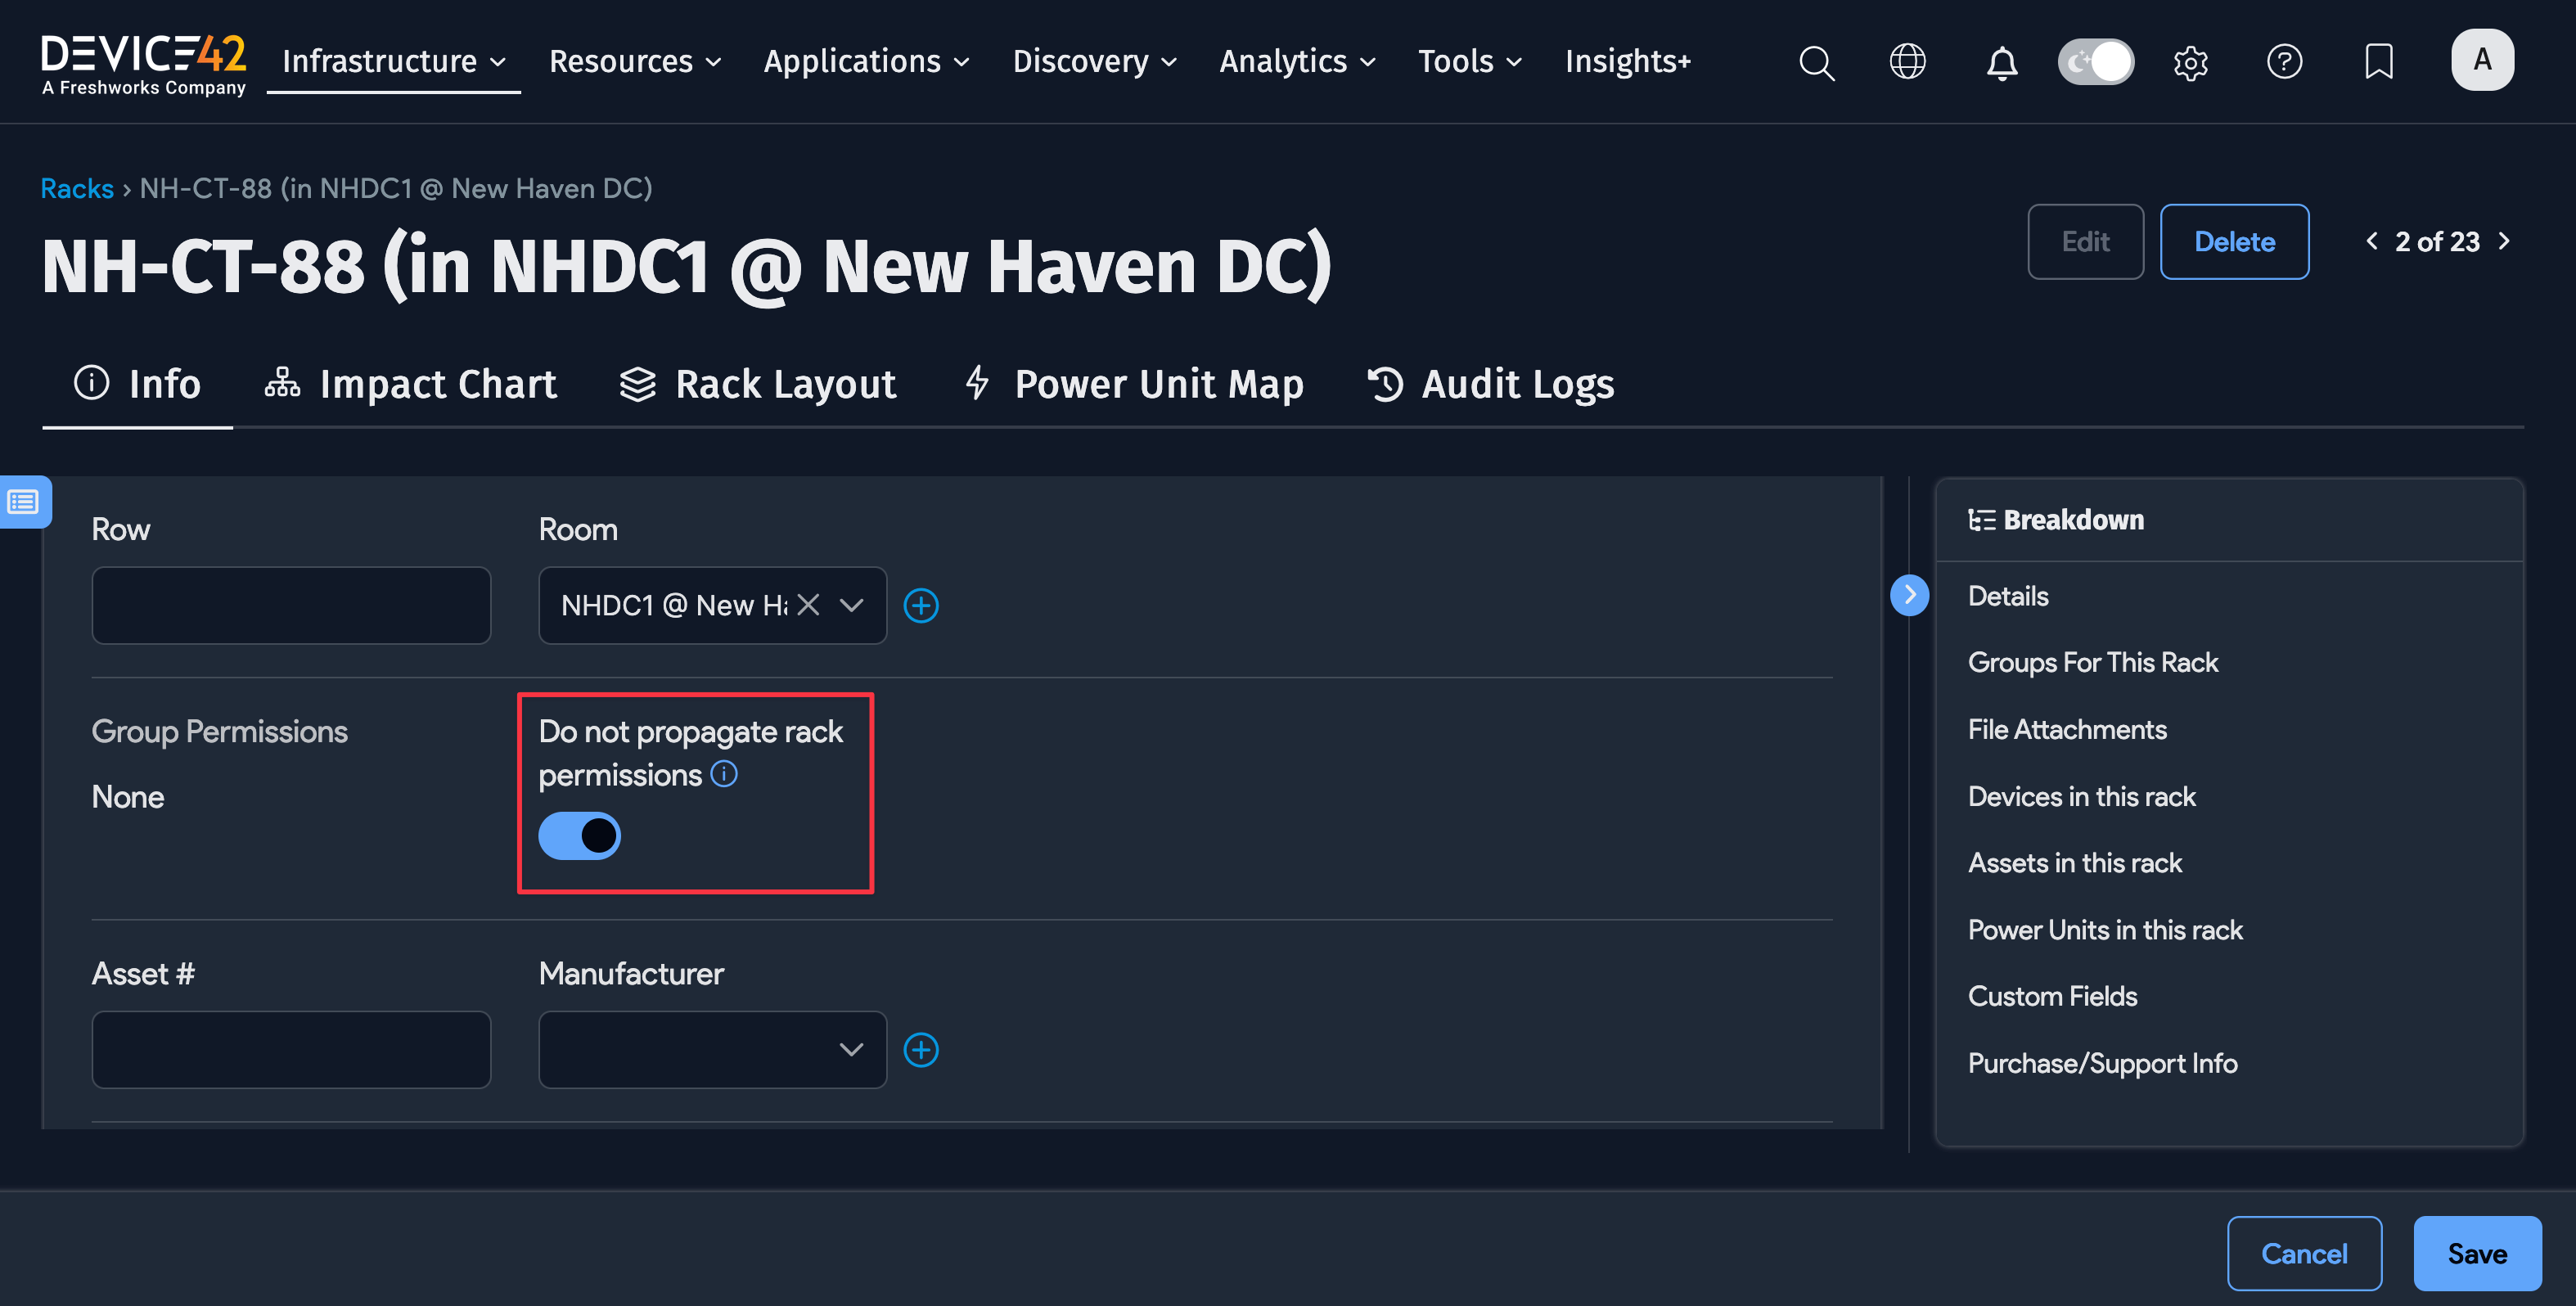 DEVICE42
A Freshworks Company
Infrastructure
Resources
Applications
Discovery
Analytics
Tools
Insights+
A
Racks › NH-CT-88 (in NHDC1 @ New Haven DC)
NH-CT-88 (in NHDC1 @ New Haven DC)
Edit
Delete
2 of 23
Info
Impact Chart
Rack Layout
Power Unit Map
Audit Logs
Row
Room
NHDC1 @ New
Group Permissions
None
Do not propagate rack
permissions
Asset #
Manufacturer
Breakdown
Details
Groups For This Rack
File Attachments
Devices in this rack
Assets in this rack
Power Units in this rack
Custom Fields
Purchase/Support Info
Cancel
Save